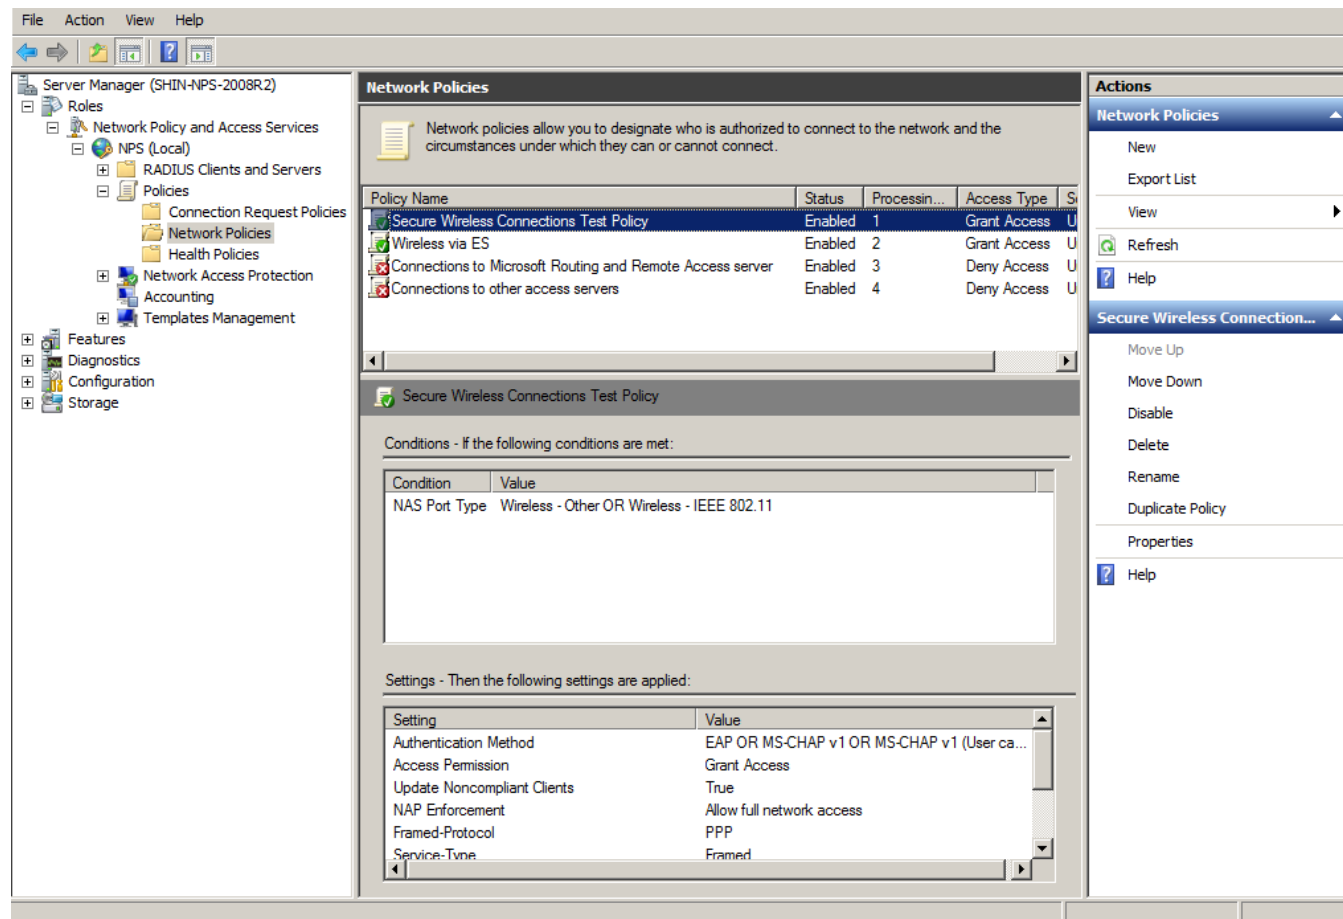 File Action View Help
Server Manager (SHIN-NPS-2008R2)
Roles
Network Policy and Access Services
NPS (Local)
RADIUS Clients and Servers
Policies
Connection Request Policies
Network Policies
Health Policies
Network Access Protection
Accounting
Templates Management
Features
Diagnostics
Configuration
Storage
Network Policies
Network policies allow you to designate who is authorized to connect to the network and the
circumstances under which they can or cannot connect.
Policy Name Status Processin... Access Type S
Secure Wireless Connections Test Policy Enabled 1 Grant Access U
Wireless via ES Enabled 2 Grant Access U
Connections to Microsoft Routing and Remote Access server Enabled 3 Deny Access U
Connections to other access servers Enabled 4 Deny Access U
Secure Wireless Connections Test Policy
Conditions - If the following conditions are met:
Condition Value
NAS Port Type Wireless - Other OR Wireless - IEEE 802.11
Settings - Then the following settings are applied:
Setting Value
Authentication Method EAP OR MS-CHAP v1 OR MS-CHAP v1 (User ca...
Access Permission Grant Access
Update Noncompliant Clients True
NAP Enforcement Allow full network access
Framed-Protocol PPP
Service-Type Framed
Actions
Network Policies
New
Export List
View
Refresh
Help
Secure Wireless Connection...
Move Up
Move Down
Disable
Delete
Rename
Duplicate Policy
Properties
Help